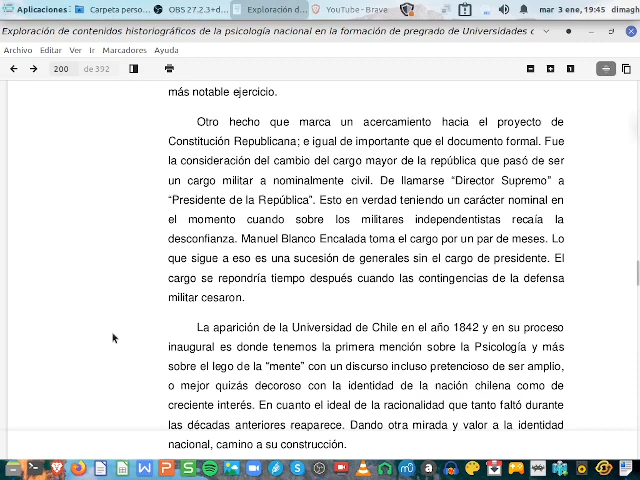 Aplicaciones Carpeta perso... OBS 27.2.3+d... Exploración d... YouTube - Brave mar 3 ene, 19:45 dimagh
Exploración de contenidos historiográficos de la psicología nacional en la formación de pregrado de Universidades c
Archivo Editar Ver Ir Marcadores Ayuda
200 de 392
más notable ejercicio.
Otro hecho que marca un acercamiento hacia el proyecto de
Constitución Republicana; e igual de importante que el documento formal. Fue
la consideración del cambio del cargo mayor de la república que pasó de ser
un cargo militar a nominalmente civil. De llamarse “Director Supremo” a
“Presidente de la República”. Esto en verdad teniendo un carácter nominal en
el momento cuando sobre los militares independentistas recaía la
desconfianza. Manuel Blanco Encalada toma el cargo por un par de meses. Lo
que sigue a eso es una sucesión de generales sin el cargo de presidente. El
cargo se repondría tiempo después cuando las contingencias de la defensa
militar cesaron.
La aparición de la Universidad de Chile en el año 1842 y en su proceso
inaugural es donde tenemos la primera mención sobre la Psicología y más
sobre el lego de la “mente” con un discurso incluso pretencioso de ser amplio,
o mejor quizás decoroso con la identidad de la nación chilena como de
creciente interés. En cuanto el ideal de la racionalidad que tanto faltó durante
las décadas anteriores reaparece. Dando otra mirada y valor a la identidad
nacional, camino a su construcción.